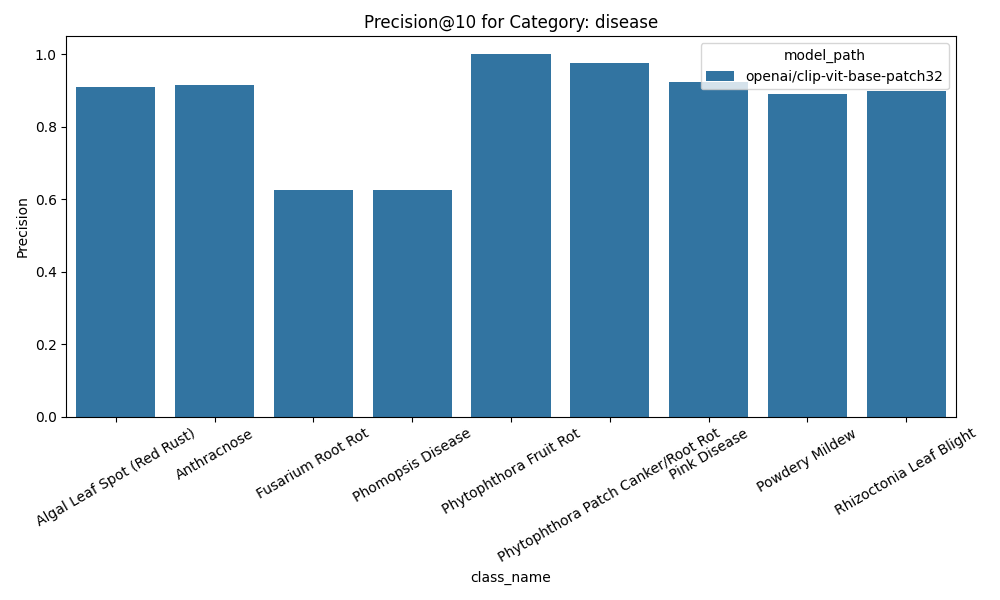 Precision@10 for Category: disease
model_path
openai/clip-vit-base-patch32
Precision
1.0
0.8
0.6
0.4
0.2
0.0
Algal Leaf Spot (Red Rust)
Anthracnose
Fusarium Root Rot
Phomopsis Disease
Phytophthora Fruit Rot
Phytophthora Patch Canker/Root Rot
Pink Disease
Powdery Mildew
Rhizoctonia Leaf Blight
class_name